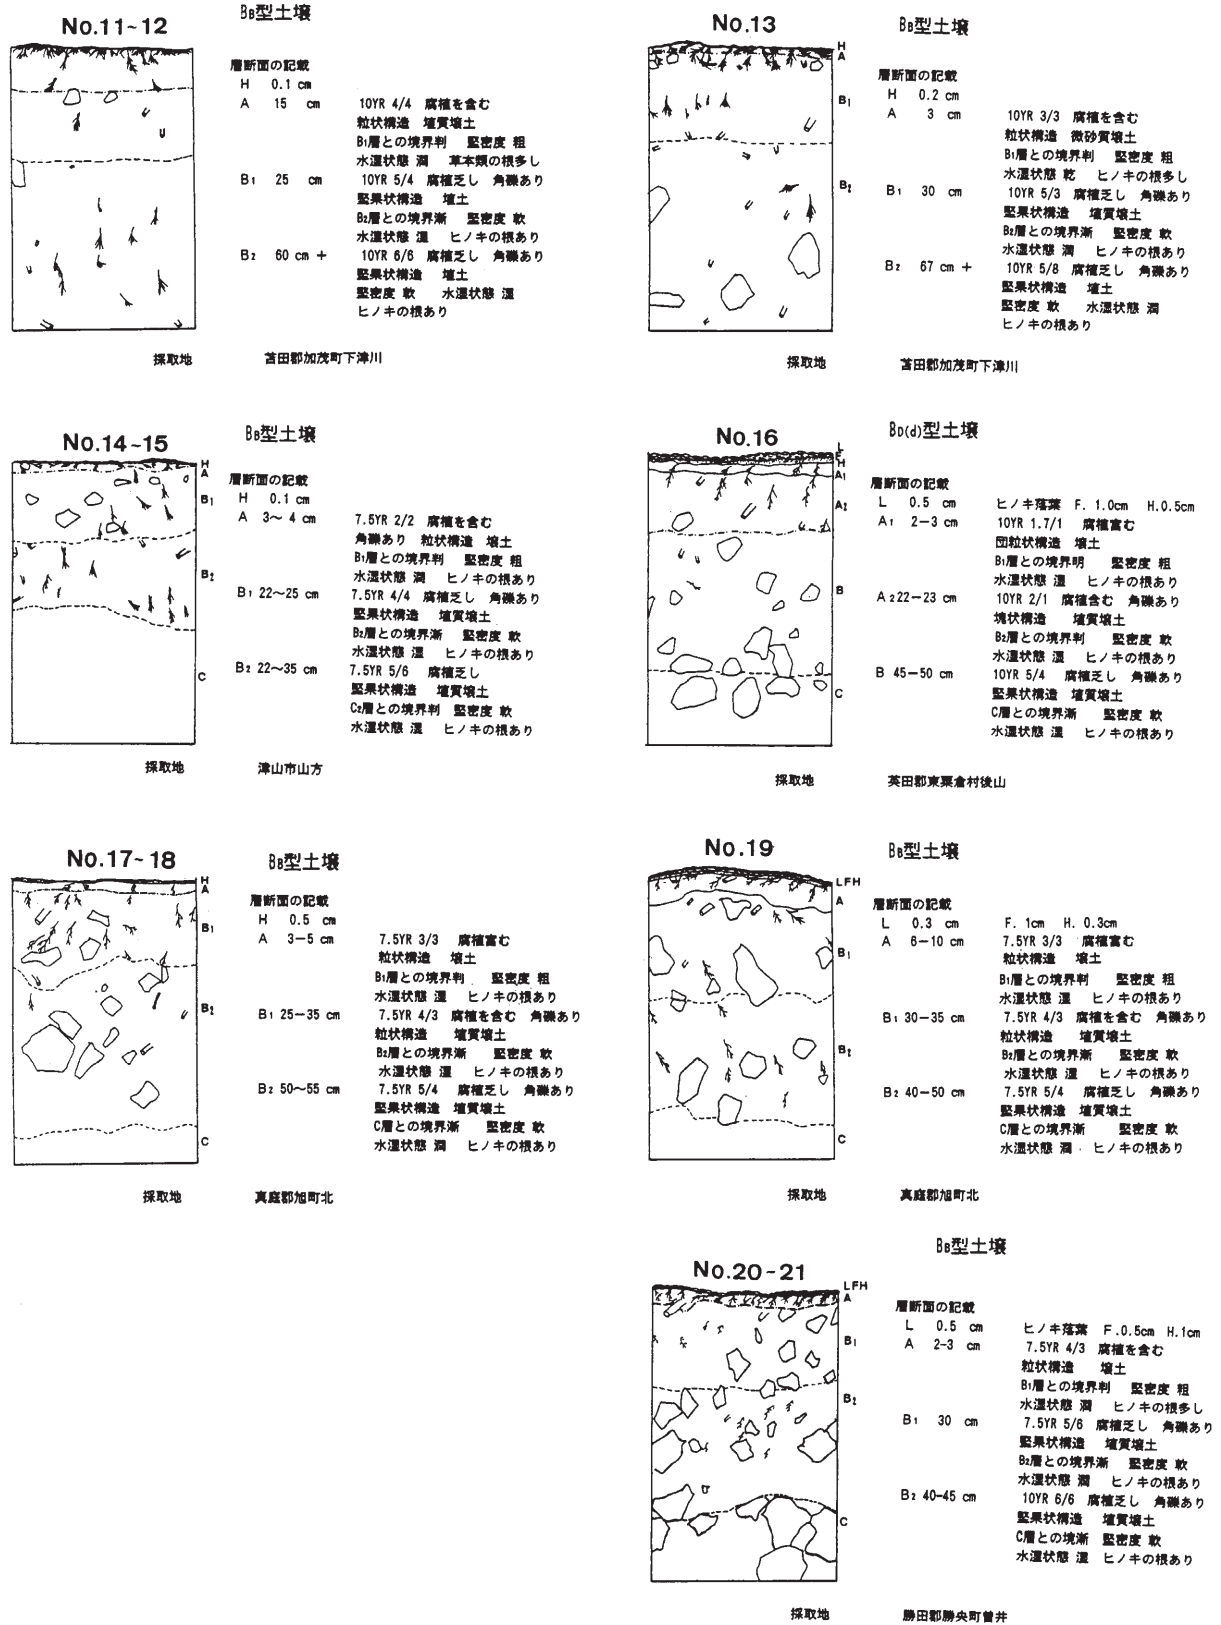 No.11~12
BB型土壌
層断面の記載
H 0.1 cm
A 15 cm 10YR 4/4 腐植を含む
粒状構造 埴質壌土
B1層との境界判 堅密度 粗
水湿状態 潤 草本類の根多し
B1 25 cm 10YR 5/4 腐植乏し 角礫あり
堅果状構造 埴土
B2層との境界漸 堅密度 軟
水湿状態 湿 ヒノキの根あり
B2 60 cm + 10YR 6/6 腐植乏し 角礫あり
堅果状構造 埴土
堅密度 軟 水湿状態 湿
ヒノキの根あり
採取地 苫田郡加茂町下津川
No.13
BB型土壌
H
A
B1
B2
層断面の記載
H 0.2 cm
A 3 cm 10YR 3/3 腐植を含む
粒状構造 微砂質壌土
B1層との境界判 堅密度 粗
水湿状態 乾 ヒノキの根多し
B1 30 cm 10YR 5/3 腐植乏し 角礫あり
堅果状構造 埴質壌土
B2層との境界漸 堅密度 軟
水湿状態 潤 ヒノキの根あり
B2 67 cm + 10YR 5/8 腐植乏し 角礫あり
堅果状構造 埴土
堅密度 軟 水湿状態 潤
ヒノキの根あり
採取地 苫田郡加茂町下津川
No.14~15
BB型土壌
H
A
B1
B2
C
層断面の記載
H 0.1 cm
A 3~4 cm 7.5YR 2/2 腐植を含む
角礫あり 粒状構造 壌土
B1層との境界判 堅密度 粗
水湿状態 潤 ヒノキの根あり
B1 22~25 cm 7.5YR 4/4 腐植乏し 角礫あり
堅果状構造 埴質壌土
B2層との境界漸 堅密度 軟
水湿状態 湿 ヒノキの根あり
B2 22~35 cm 7.5YR 5/6 腐植乏し
堅果状構造 埴質壌土
C2層との境界判 堅密度 軟
水湿状態 湿 ヒノキの根あり
採取地 津山市山方
No.16
BD(d)型土壌
L
F
H
A1
A2
B
C
層断面の記載
L 0.5 cm ヒノキ落葉 F. 1.0cm H.0.5cm
A1 2-3 cm 10YR 1.7/1 腐植富む
団粒状構造 壌土
B1層との境界明 堅密度 粗
水湿状態 湿 ヒノキの根あり
A2 22-23 cm 10YR 2/1 腐植含む 角礫あり
塊状構造 埴質壌土
B2層との境界判 堅密度 軟
水湿状態 湿 ヒノキの根あり
B 45-50 cm 10YR 5/4 腐植乏し 角礫あり
堅果状構造 埴質壌土
C層との境界漸 堅密度 軟
水湿状態 湿 ヒノキの根あり
採取地 英田郡東粟倉村後山
No.17~18
BB型土壌
H
A
B1
B2
C
層断面の記載
H 0.5 cm
A 3-5 cm 7.5YR 3/3 腐植富む
粒状構造 壌土
B1層との境界判 堅密度 粗
水湿状態 湿 ヒノキの根あり
B1 25-35 cm 7.5YR 4/3 腐植を含む 角礫あり
粒状構造 埴質壌土
B2層との境界漸 堅密度 軟
水湿状態 湿 ヒノキの根あり
B2 50~55 cm 7.5YR 5/4 腐植乏し 角礫あり
堅果状構造 埴質壌土
C層との境界漸 堅密度 軟
水湿状態 潤 ヒノキの根あり
採取地 真庭郡旭町北
No.19
BB型土壌
LFH
A
B1
B2
C
層断面の記載
L 0.3 cm F. 1cm H. 0.3cm
A 6-10 cm 7.5YR 3/3 腐植富む
粒状構造 壌土
B1層との境界判 堅密度 粗
水湿状態 湿 ヒノキの根あり
B1 30-35 cm 7.5YR 4/3 腐植を含む 角礫あり
粒状構造 埴質壌土
B2層との境界漸 堅密度 軟
水湿状態 湿 ヒノキの根あり
B2 40-50 cm 7.5YR 5/4 腐植乏し 角礫あり
堅果状構造 埴質壌土
C層との境界漸 堅密度 軟
水湿状態 潤 ヒノキの根あり
採取地 真庭郡旭町北
No.20~21
BB型土壌
LFH
A
B1
B2
C
層断面の記載
L 0.5 cm ヒノキ落葉 F.0.5cm H.1cm
A 2-3 cm 7.5YR 4/3 腐植を含む
粒状構造 壌土
B1層との境界判 堅密度 粗
水湿状態 潤 ヒノキの根多し
B1 30 cm 7.5YR 5/6 腐植乏し 角礫あり
堅果状構造 埴質壌土
B2層との境界漸 堅密度 軟
水湿状態 潤 ヒノキの根あり
B2 40-45 cm 10YR 6/6 腐植乏し 角礫あり
堅果状構造 埴質壌土
C層との境漸 堅密度 軟
水湿状態 湿 ヒノキの根あり
採取地 勝田郡勝央町曽井